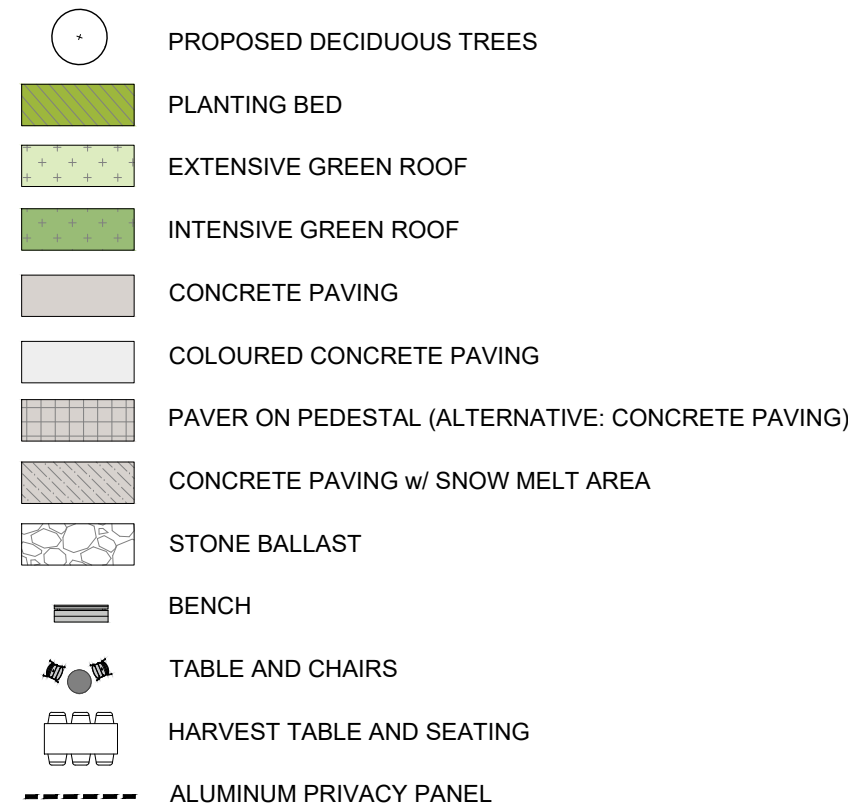 PROPOSED DECIDUOUS TREES
PLANTING BED
EXTENSIVE GREEN ROOF
INTENSIVE GREEN ROOF
CONCRETE PAVING
COLOURED CONCRETE PAVING
PAVER ON PEDESTAL (ALTERNATIVE: CONCRETE PAVING)
CONCRETE PAVING w/ SNOW MELT AREA
STONE BALLAST
BENCH
TABLE AND CHAIRS
HARVEST TABLE AND SEATING
ALUMINUM PRIVACY PANEL